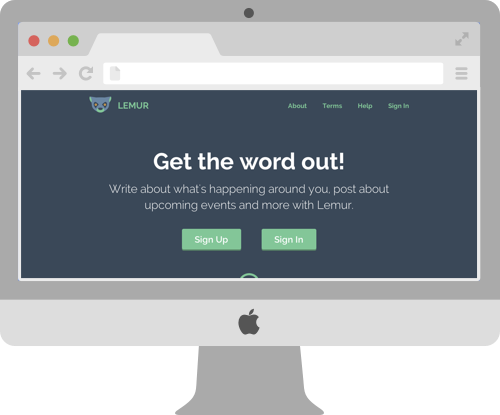 LEMUR
About Terms Help Sign In
Get the word out!
Write about what's happening around you, post about
upcoming events and more with Lemur.
Sign Up Sign In